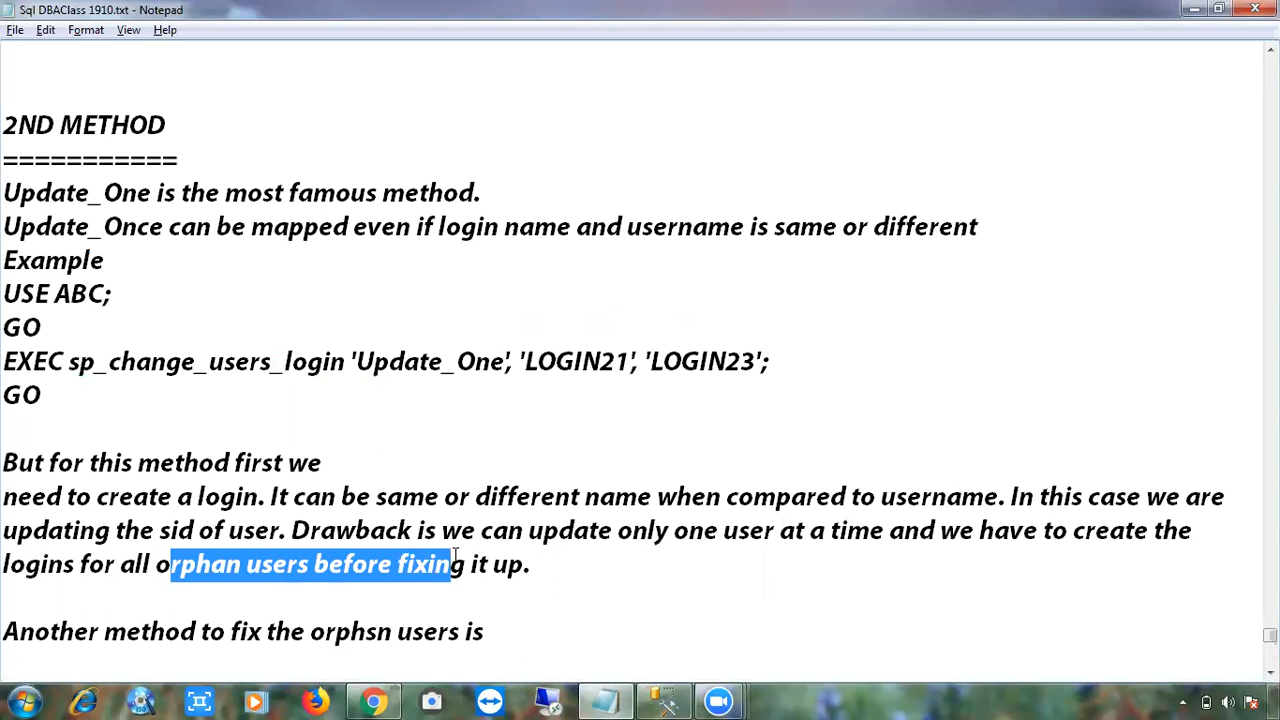 Sql DBAClass 1910.txt - Notepad
File Edit Format View Help
2ND METHOD
===========
Update_One is the most famous method.
Update_Once can be mapped even if login name and username is same or different
Example
USE ABC;
GO
EXEC sp_change_users_login 'Update_One', 'LOGIN21', 'LOGIN23';
GO
But for this method first we
need to create a login. It can be same or different name when compared to username. In this case we are
updating the sid of user. Drawback is we can update only one user at a time and we have to create the
logins for all orphan users before fixing it up.
Another method to fix the orphsn users is